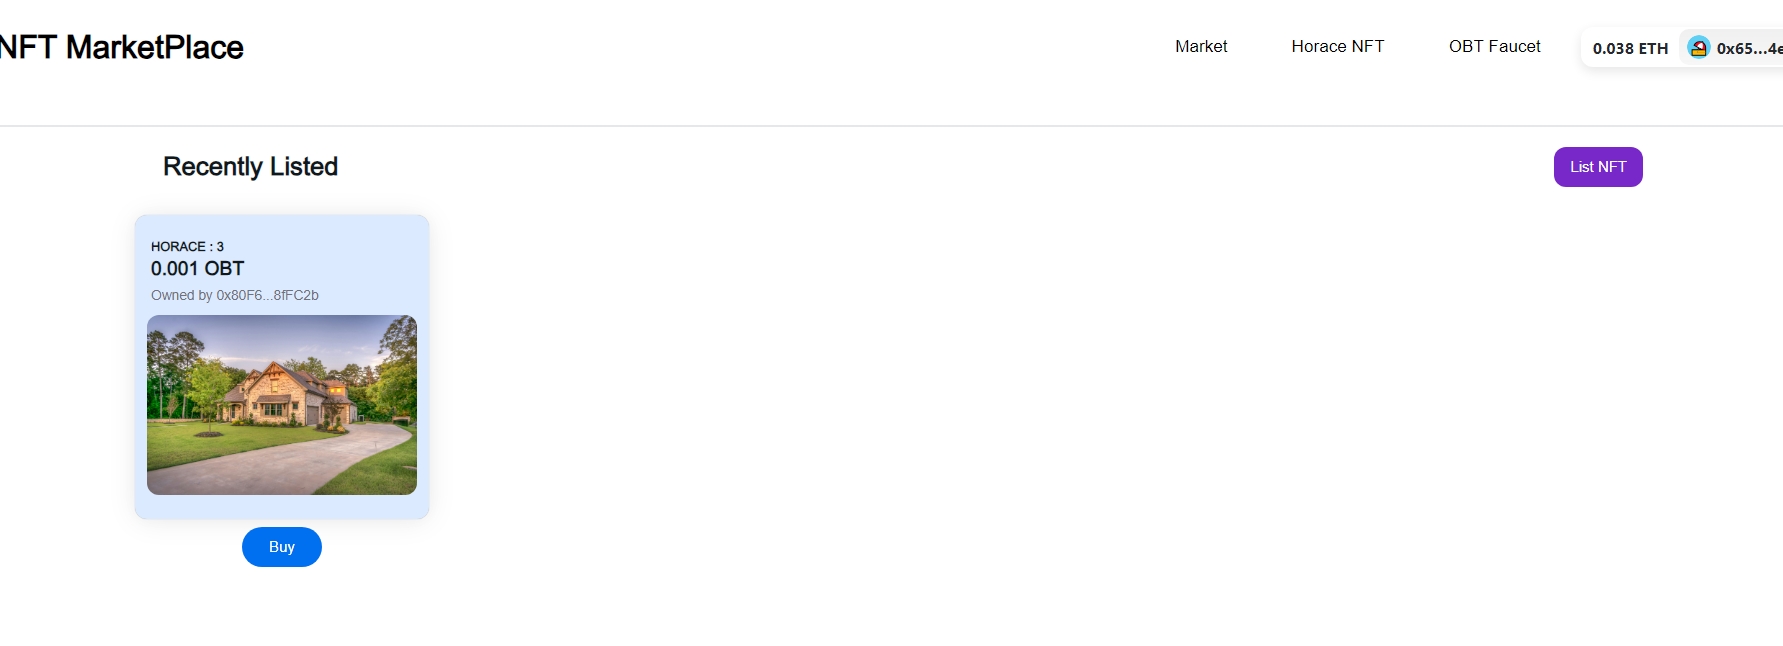 NFT MarketPlace
Market
Horace NFT
OBT Faucet
0.038 ETH
0x65...4e
Recently Listed
List NFT
HORACE : 3
0.001 OBT
Owned by 0x80F6...8fFC2b
Buy